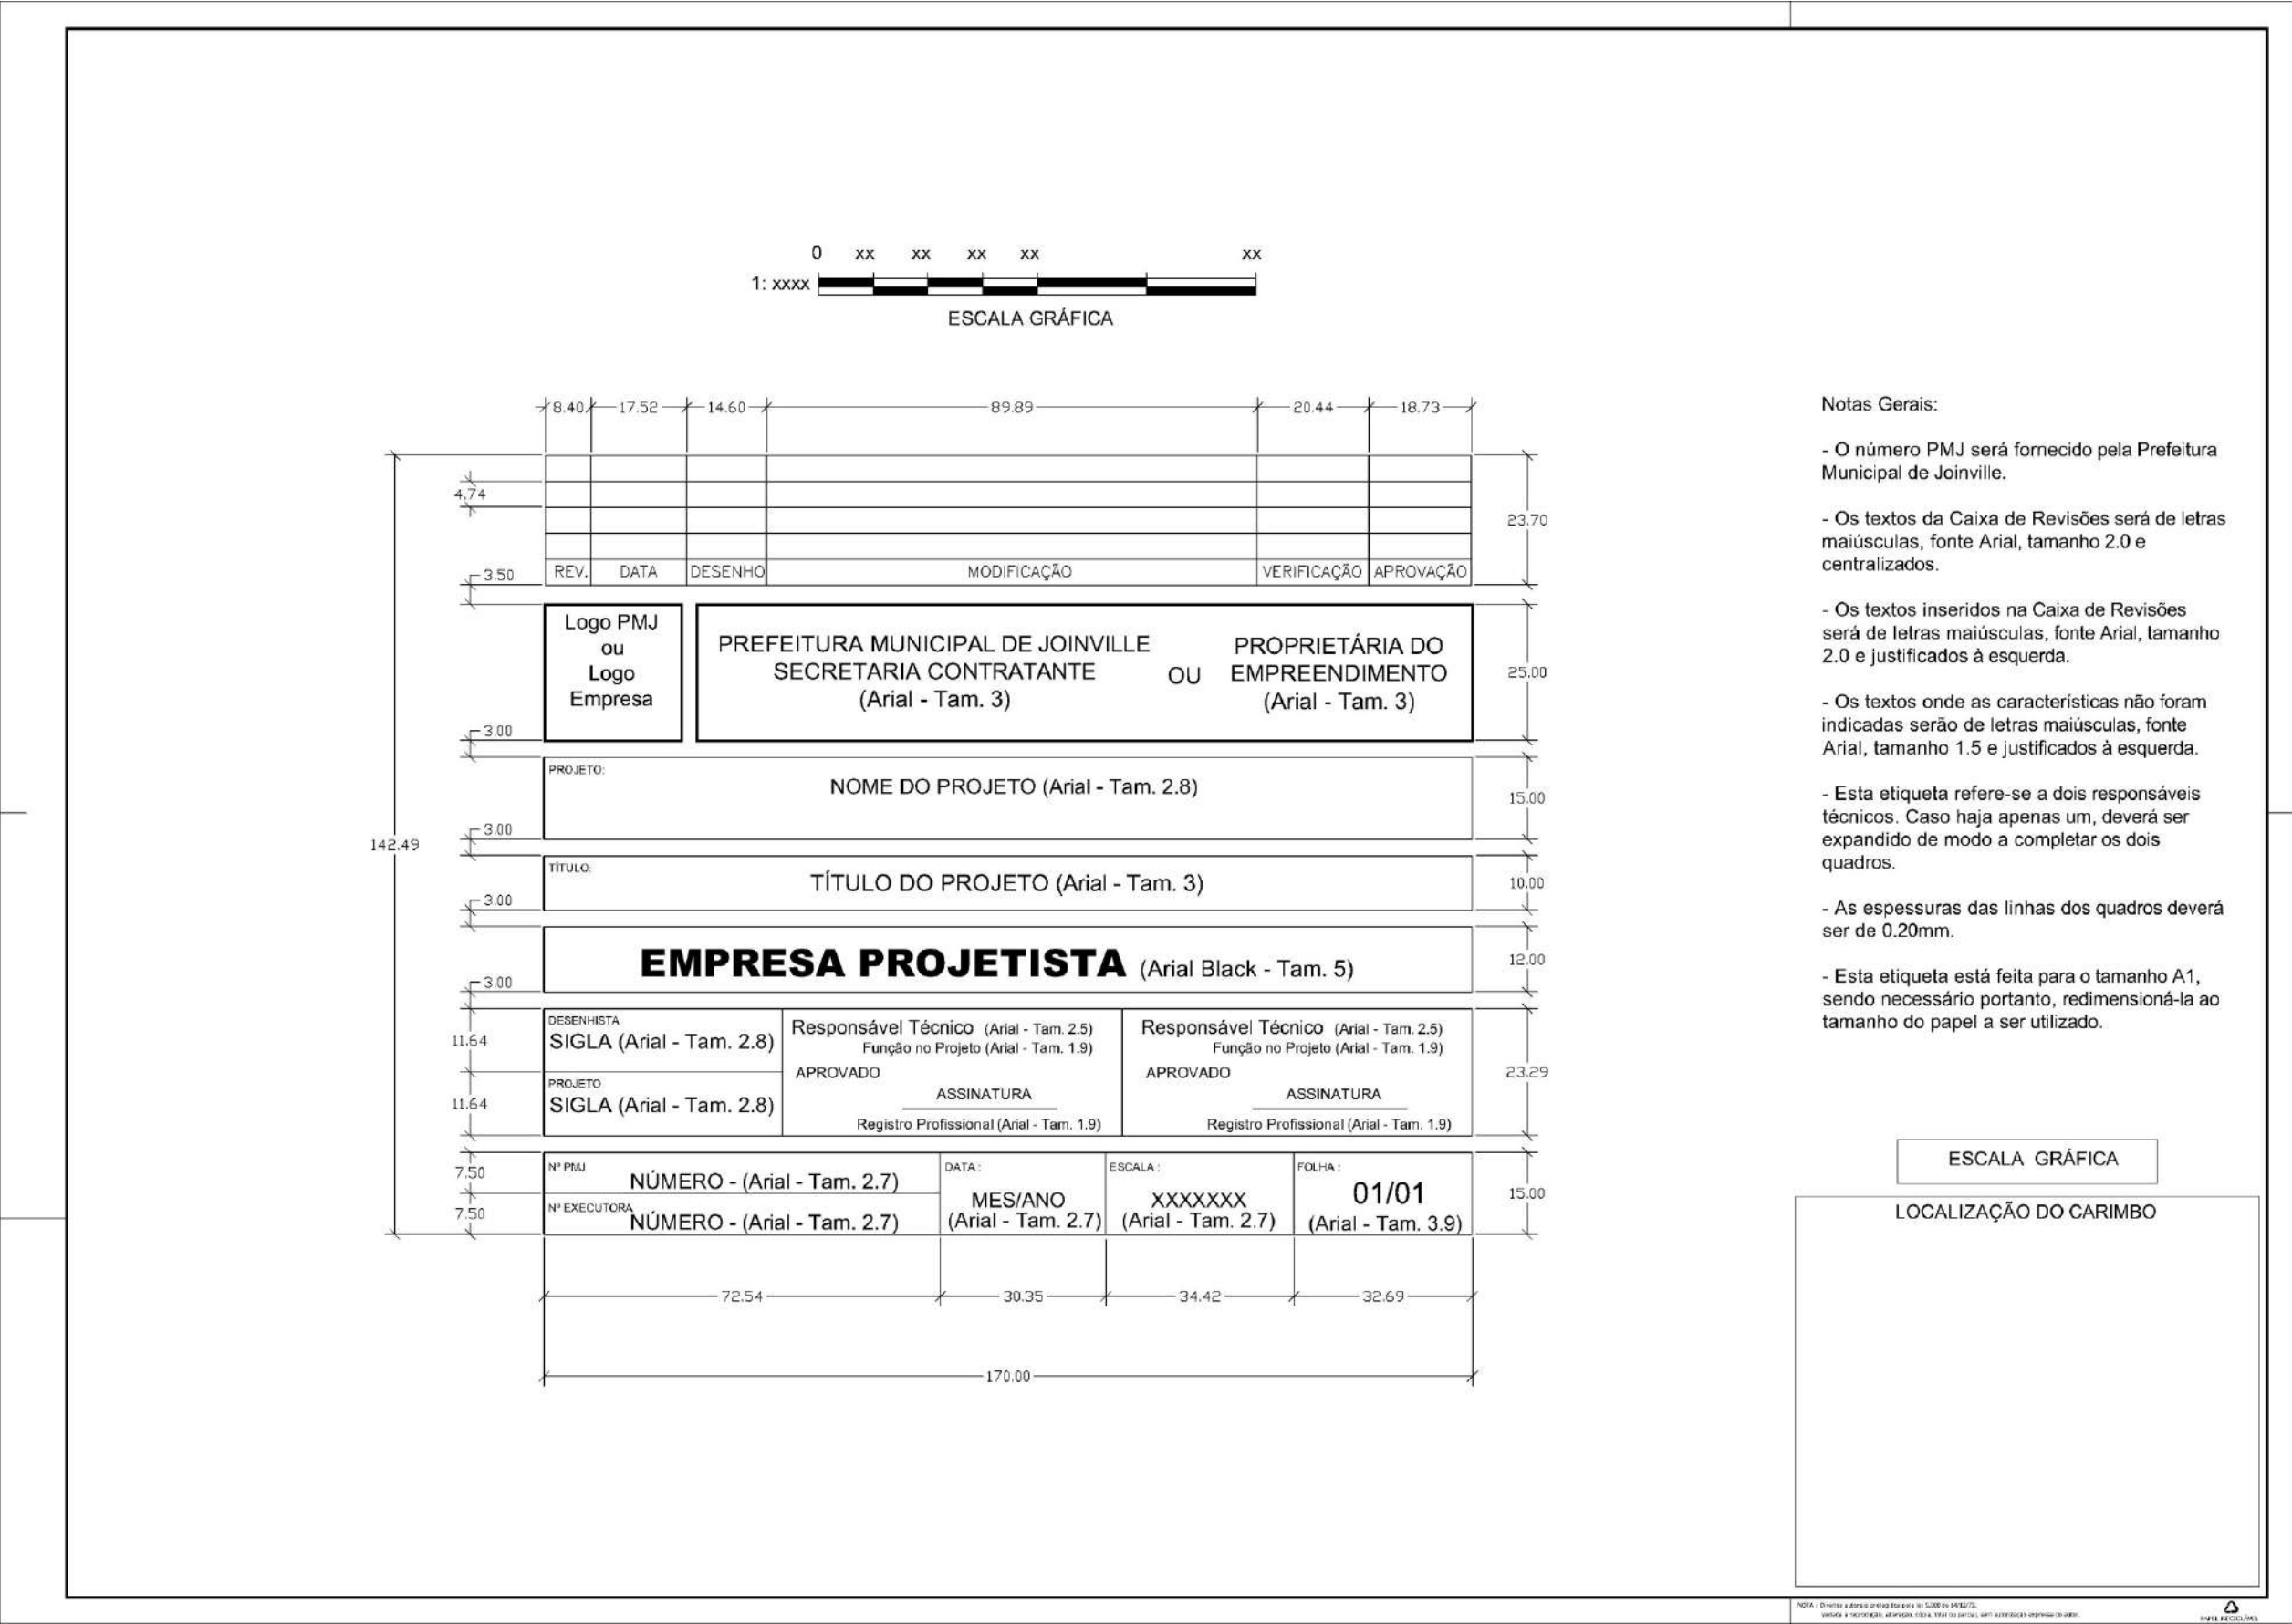 0 xx xx xx xx xx
1: xxxx
ESCALA GRÁFICA
8.40 17.52 14.60 89.89 20.44 18.73
4.74
23.70
3.50
REV. DATA DESENHO MODIFICAÇÃO VERIFICAÇÃO APROVAÇÃO
Logo PMJ
ou
Logo
Empresa
PREFEITURA MUNICIPAL DE JOINVILLE
SECRETARIA CONTRATANTE
(Arial - Tam. 3)
OU
PROPRIETÁRIA DO
EMPREENDIMENTO
(Arial - Tam. 3)
25.00
3.00
PROJETO:
NOME DO PROJETO (Arial - Tam. 2.8)
15.00
3.00
142.49
TÍTULO:
TÍTULO DO PROJETO (Arial - Tam. 3)
10.00
3.00
EMPRESA PROJETISTA (Arial Black - Tam. 5)
12.00
3.00
11.64
DESENHISTA
SIGLA (Arial - Tam. 2.8)
11.64
PROJETO
SIGLA (Arial - Tam. 2.8)
Responsável Técnico (Arial - Tam. 2.5)
Função no Projeto (Arial - Tam. 1.9)
APROVADO
ASSINATURA
Registro Profissional (Arial - Tam. 1.9)
Responsável Técnico (Arial - Tam. 2.5)
Função no Projeto (Arial - Tam. 1.9)
APROVADO
ASSINATURA
Registro Profissional (Arial - Tam. 1.9)
23.29
7.50
Nº PMJ
NÚMERO - (Arial - Tam. 2.7)
7.50
Nº EXECUTORA
NÚMERO - (Arial - Tam. 2.7)
DATA :
MES/ANO
(Arial - Tam. 2.7)
ESCALA :
XXXXXXX
(Arial - Tam. 2.7)
FOLHA :
01/01
(Arial - Tam. 3.9)
15.00
72.54 30.35 34.42 32.69
170.00
Notas Gerais:
- O número PMJ será fornecido pela Prefeitura
Municipal de Joinville.
- Os textos da Caixa de Revisões será de letras
maiúsculas, fonte Arial, tamanho 2.0 e
centralizados.
- Os textos inseridos na Caixa de Revisões
será de letras maiúsculas, fonte Arial, tamanho
2.0 e justificados à esquerda.
- Os textos onde as características não foram
indicadas serão de letras maiúsculas, fonte
Arial, tamanho 1.5 e justificados à esquerda.
- Esta etiqueta refere-se a dois responsáveis
técnicos. Caso haja apenas um, deverá ser
expandido de modo a completar os dois
quadros.
- As espessuras das linhas dos quadros deverá
ser de 0.20mm.
- Esta etiqueta está feita para o tamanho A1,
sendo necessário portanto, redimensioná-la ao
tamanho do papel a ser utilizado.
ESCALA GRÁFICA
LOCALIZAÇÃO DO CARIMBO
NOTA :
PAPEL RECICLÁVEL